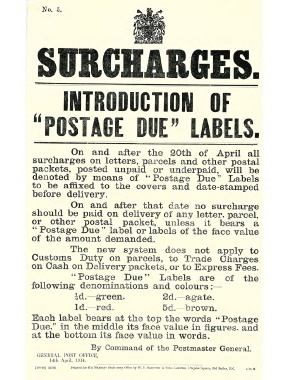 No. 5.
SURCHARGES.
INTRODUCTION OF
"POSTAGE DUE" LABELS.
On and after the 20th of April all
surcharges on letters, parcels and other postal
packets, posted unpaid or underpaid, will be
denoted by means of "Postage Due" Labels
to be affixed to the covers and date-stamped
before delivery.
On and after that date no surcharge
should be paid on delivery of any letter, parcel,
or other postal packet, unless it bears a
"Postage Due" label or labels of the face value
of the amount demanded.
The new system does not apply to
Customs Duty on parcels, to Trade Charges
on Cash on Delivery packets, or to Express Fees.
"Postage Due" Labels are of the
following denominations and colours:—
½d.—green. 2d.—agate.
1d.—red. 5d.—brown.
Each label bears at the top the words "Postage
Due," in the middle its face value in figures, and
at the bottom its face value in words.
By Command of the Postmaster General.
GENERAL POST OFFICE,
14th April, 1914.